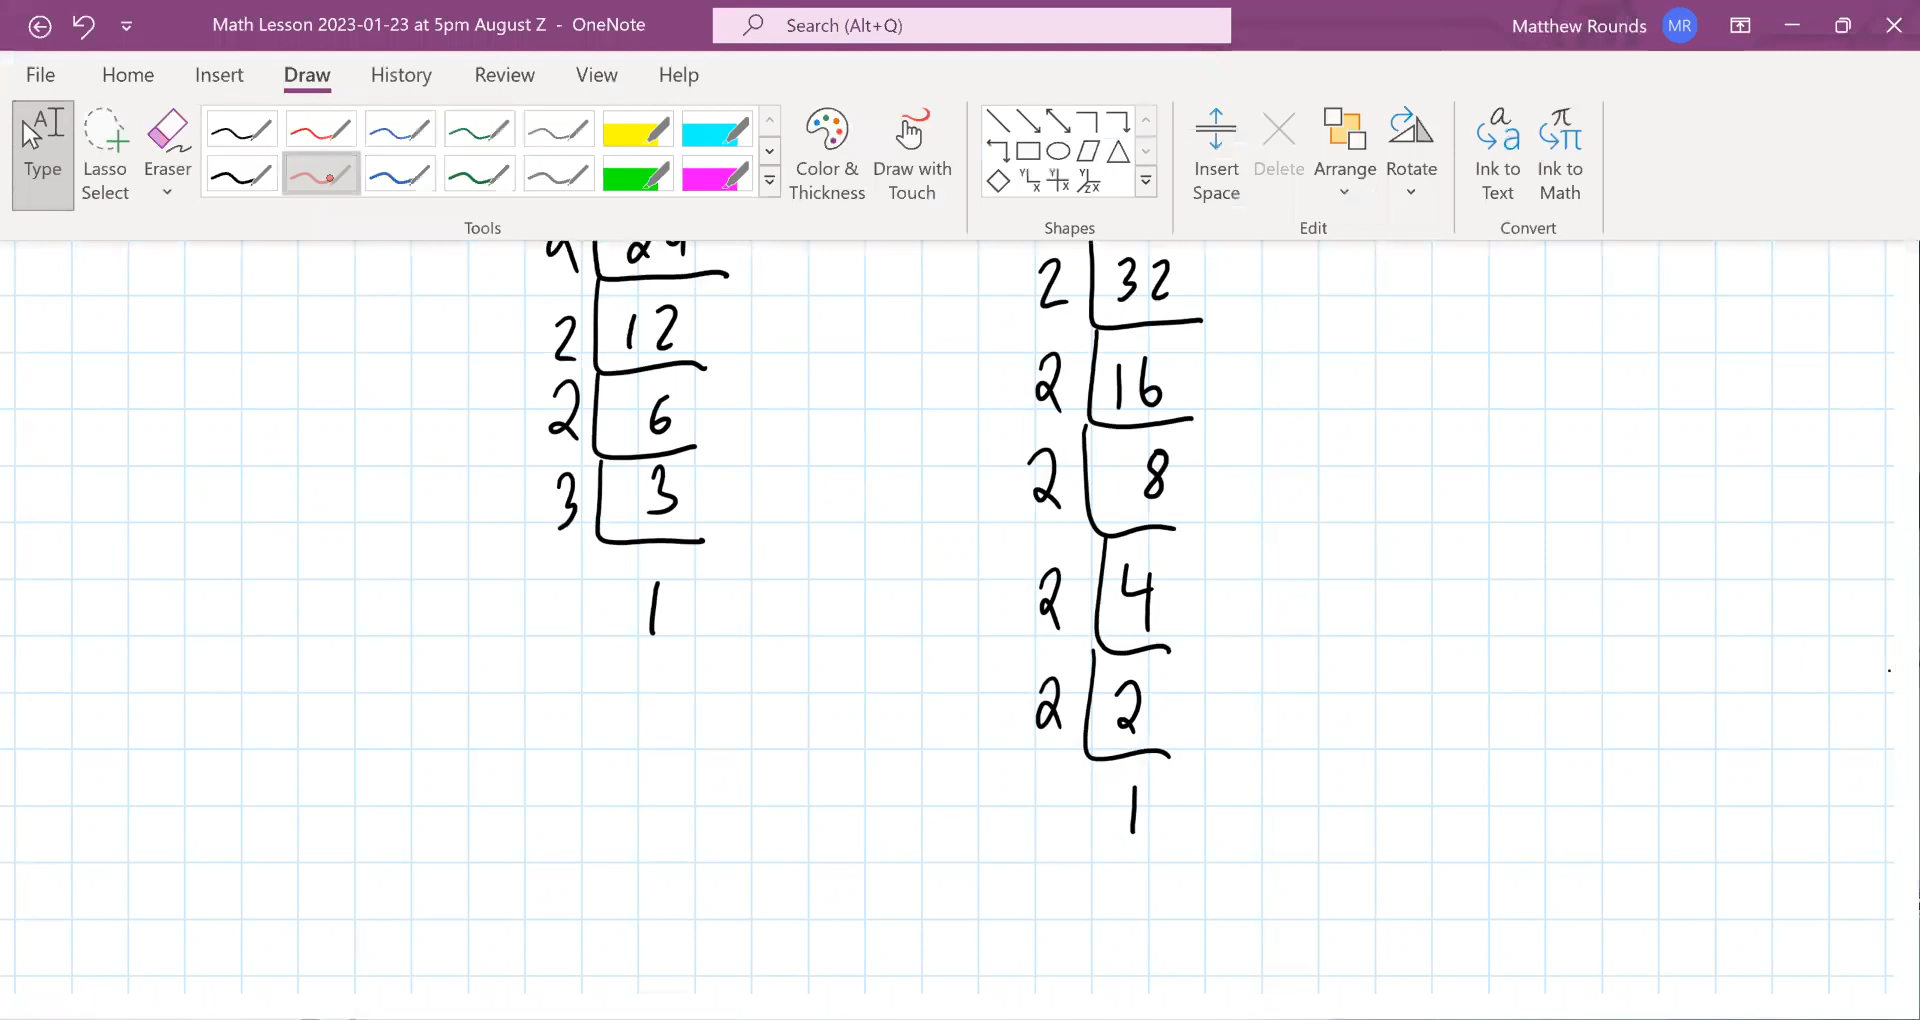 Math Lesson 2023-01-23 at 5pm August Z - OneNote
Search (Alt+Q)
Matthew Rounds MR
File Home Insert Draw History Review View Help
Type
Lasso Select
Eraser
Color & Thickness
Draw with Touch
Insert Space
Delete
Arrange
Rotate
Ink to Text
Ink to Math
Tools Shapes Edit Convert
2 12
2 6
3 3
1
2 32
2 16
2 8
2 4
2 2
1